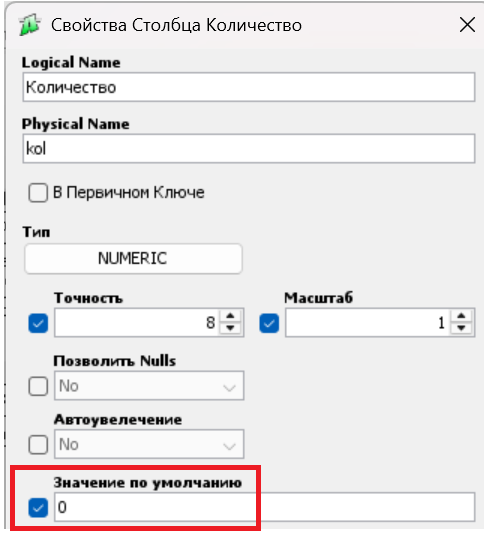 Свойства Столбца Количество
Logical Name
Количество
Physical Name
kol
В Первичном Ключе
Тип
NUMERIC
Точность Масштаб
8 1
Позволить Nulls
No
Автоувелечение
No
Значение по умолчанию
0